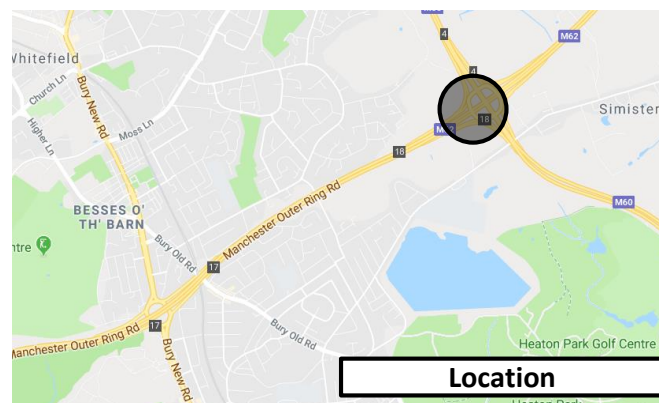 4
M62
Whitefield
4
Church Ln
Bury New Rd
Moss Ln
Simister
Higher Ln
18
18
M60
BESSES O'
TH' BARN
Manchester Outer Ring Rd
Bury Old Rd
17
17
Manchester Outer Ring Rd
Bury Old Rd
Bury New Rd
Heaton Park Golf Centre
Location